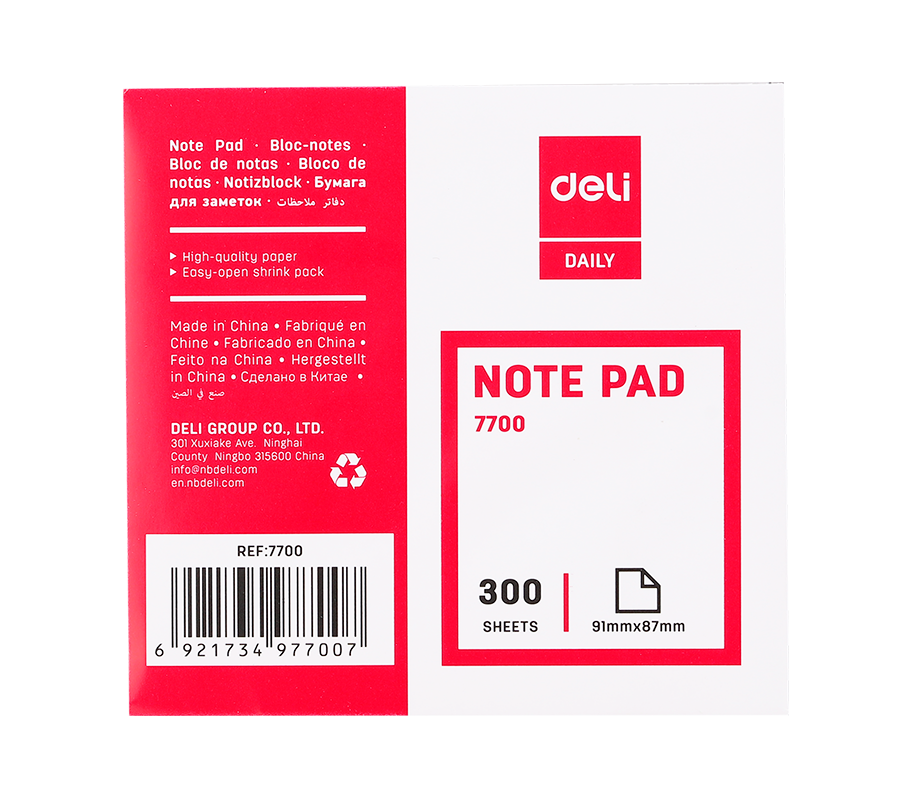 Note Pad · Bloc-notes ·
Bloc de notas · Bloco de
notas · Notizblock · Бумага
для заметок · دفاتر ملاحظات
▶ High-quality paper
▶ Easy-open shrink pack
Made in China • Fabriqué en
Chine • Fabricado en China •
Feito na China • Hergestellt
in China • Сделано в Китае •
صنع في الصين
DELI GROUP CO., LTD.
301 Xuxiake Ave. Ninghai
County Ningbo 315600 China
info@nbdeli.com
en.nbdeli.com
REF:7700
6 921734 977007
deli
DAILY
NOTE PAD
7700
300
SHEETS
91mmx87mm